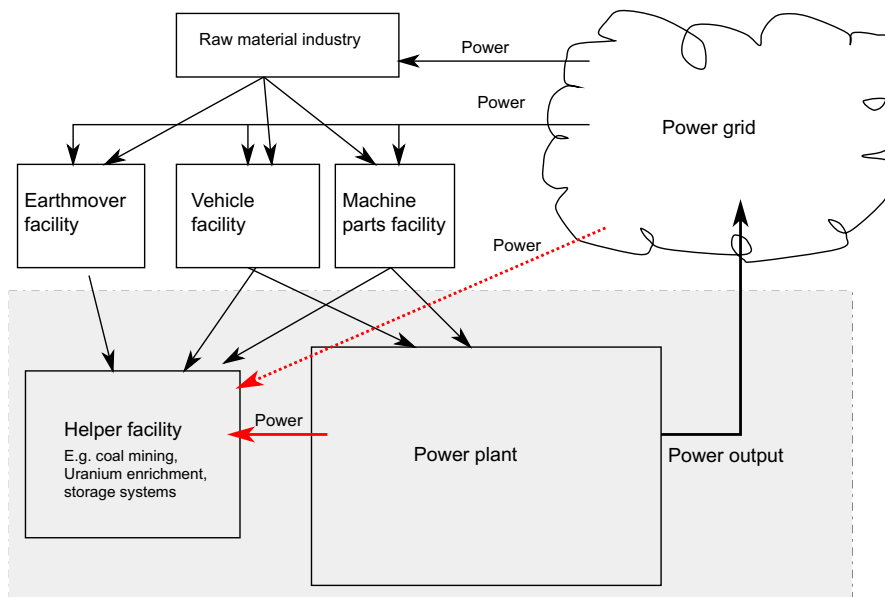 Raw material industry
Power
Power
Power grid
Earthmover
facility
Vehicle
facility
Machine
parts facility
Power
Helper facility
E.g. coal mining,
Uranium enrichment,
storage systems
Power
Power plant
Power output